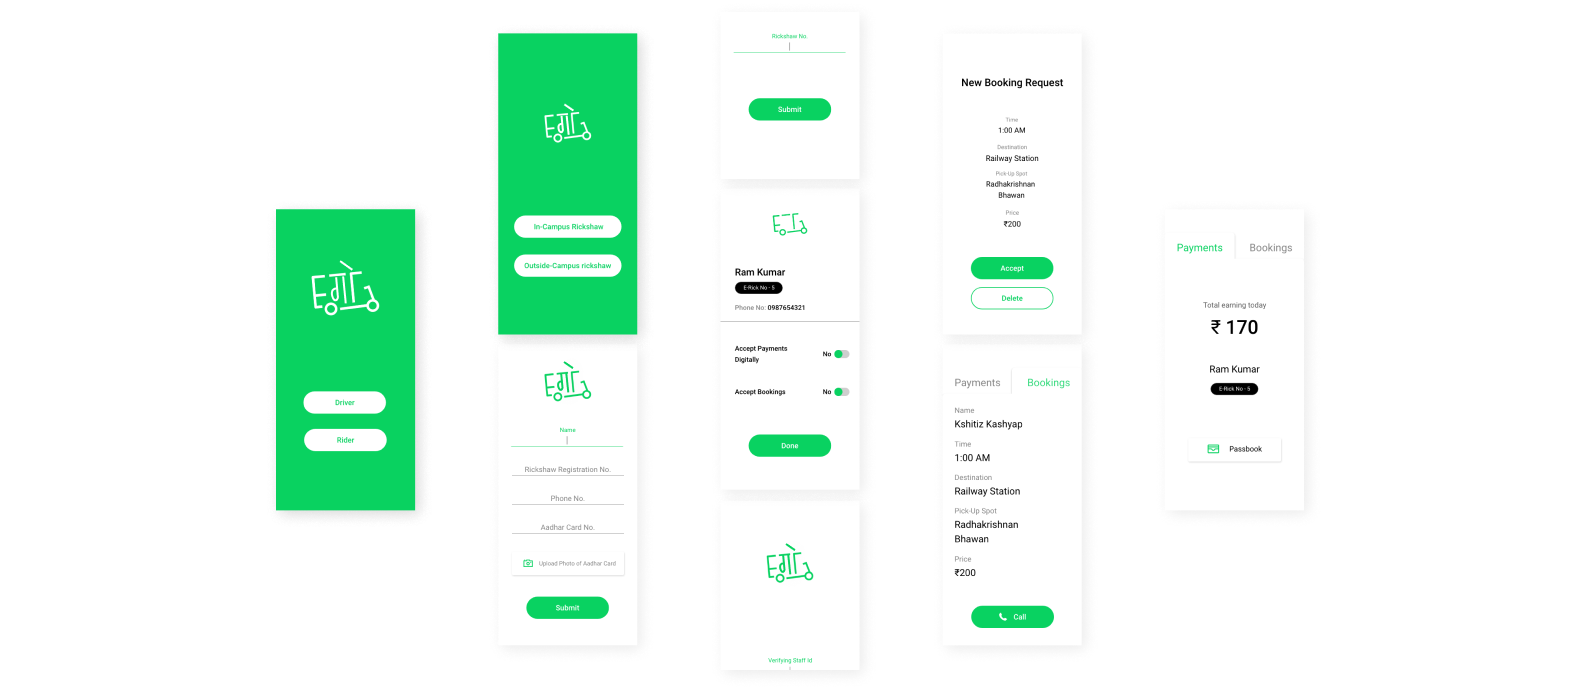 Driver
Rider
In-Campus Rickshaw
Outside-Campus rickshaw
Name
Rickshaw Registration No.
Phone No.
Aadhar Card No.
Upload Photo of Aadhar Card
Submit
Rickshaw No.
Submit
Ram Kumar
E-Rick No - 5
Phone No: 0987654321
Accept Payments
Digitally
No
Accept Bookings
No
Done
Verifying Staff Id
New Booking Request
Time
1:00 AM
Destination
Railway Station
Pick-Up Spot
Radhakrishnan
Bhawan
Price
₹200
Accept
Delete
Payments
Bookings
Name
Kshitiz Kashyap
Time
1:00 AM
Destination
Railway Station
Pick-Up Spot
Radhakrishnan
Bhawan
Price
₹200
Call
Payments
Bookings
Total earning today
₹ 170
Ram Kumar
E-Rick No - 5
Passbook